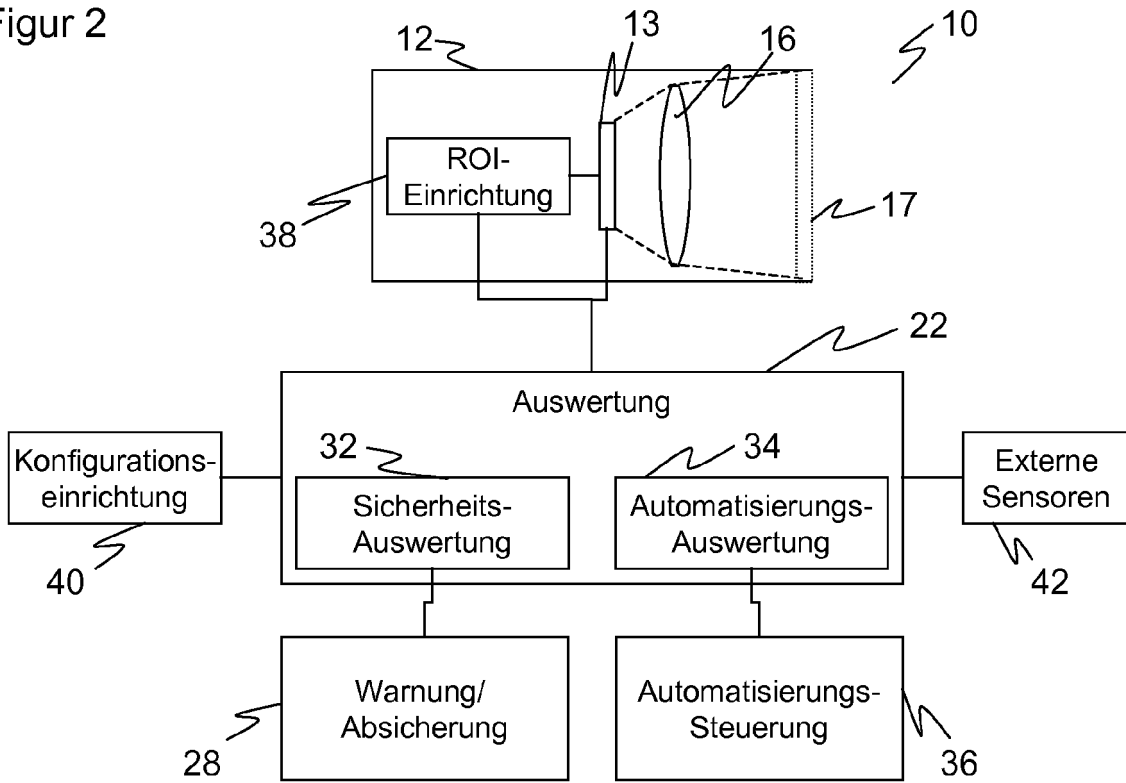 Figur 2
12
13
16
10
ROI-
Einrichtung
38
17
22
Auswertung
Konfigurations-
einrichtung
32
34
Externe
Sensoren
Sicherheits-
Auswertung
Automatisierungs-
Auswertung
40
42
Warnung/
Absicherung
Automatisierungs-
Steuerung
28
36